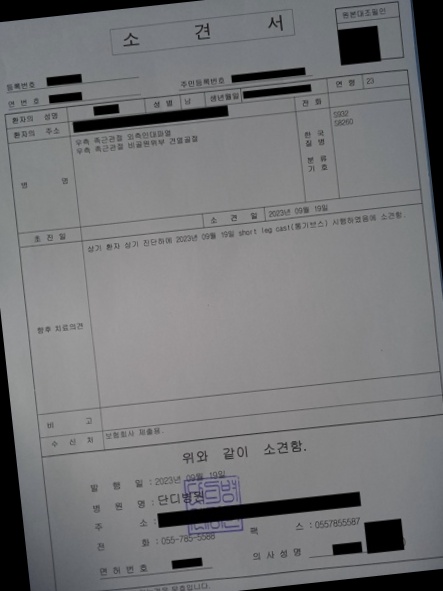 소 견 서
원본대조필인
등록번호
연 번 호
주민등록번호
환자의 성명 성 별 남 생년월일 연 령 23
환자의 주소 전 화
병 명
우측 족근관절 외측인대파열
우측 족근관절 비골원위부 견열골절
한 국 질 병 분 류 기 호
S932
S8260
초 진 일 소 견 일 2023년 09월 19일
향후 치료의견
상기 환자 상기 진단하에 2023년 09월 19일 short leg cast(통기브스) 시행하였음에 소견함.
비 고
수 신 처 보험회사 제출용.
위와 같이 소견함.
발 행 일 : 2023년 09월 19일
병 원 명 : 단디병원
주 소 :
전 화 : 055-785-5586 팩 스 : 0557855587
면허번호 의사성명